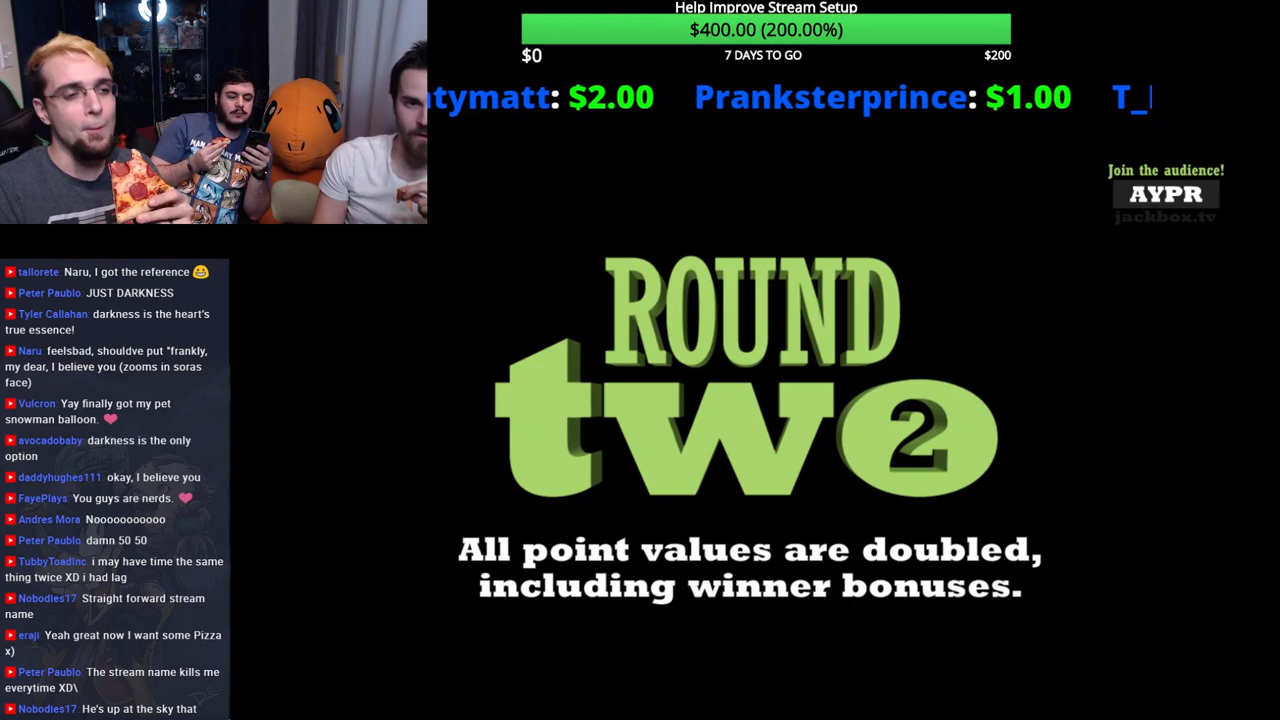 Help Improve Stream Setup
$400.00 (200.00%)
$0
7 DAYS TO GO
$200
tymatt: $2.00 Pranksterprince: $1.00 T_
Join the audience!
AYPR
jackbox.tv
tallorete Naru, I got the reference 😬
Peter Paublo JUST DARKNESS
Tyler Callahan darkness is the heart's
true essence!
Naru feelsbad, shouldve put "frankly,
my dear, I believe you (zooms in soras
face)
Vulcron Yay finally got my pet
snowman balloon. ❤
avocadobaby darkness is the only
option
daddyhughes111 okay, I believe you
FayePlays You guys are nerds. ❤
Andres Mora Nooooooooooo
Peter Paublo damn 50 50
TubbyToadInc i may have time the same
thing twice XD i had lag
Nobodies17 Straight forward stream
name
eraji Yeah great now I want some Pizza
x)
Peter Paublo The stream name kills me
everytime XD\
Nobodies17 He's up at the sky that
ROUND
two
2
All point values are doubled,
including winner bonuses.